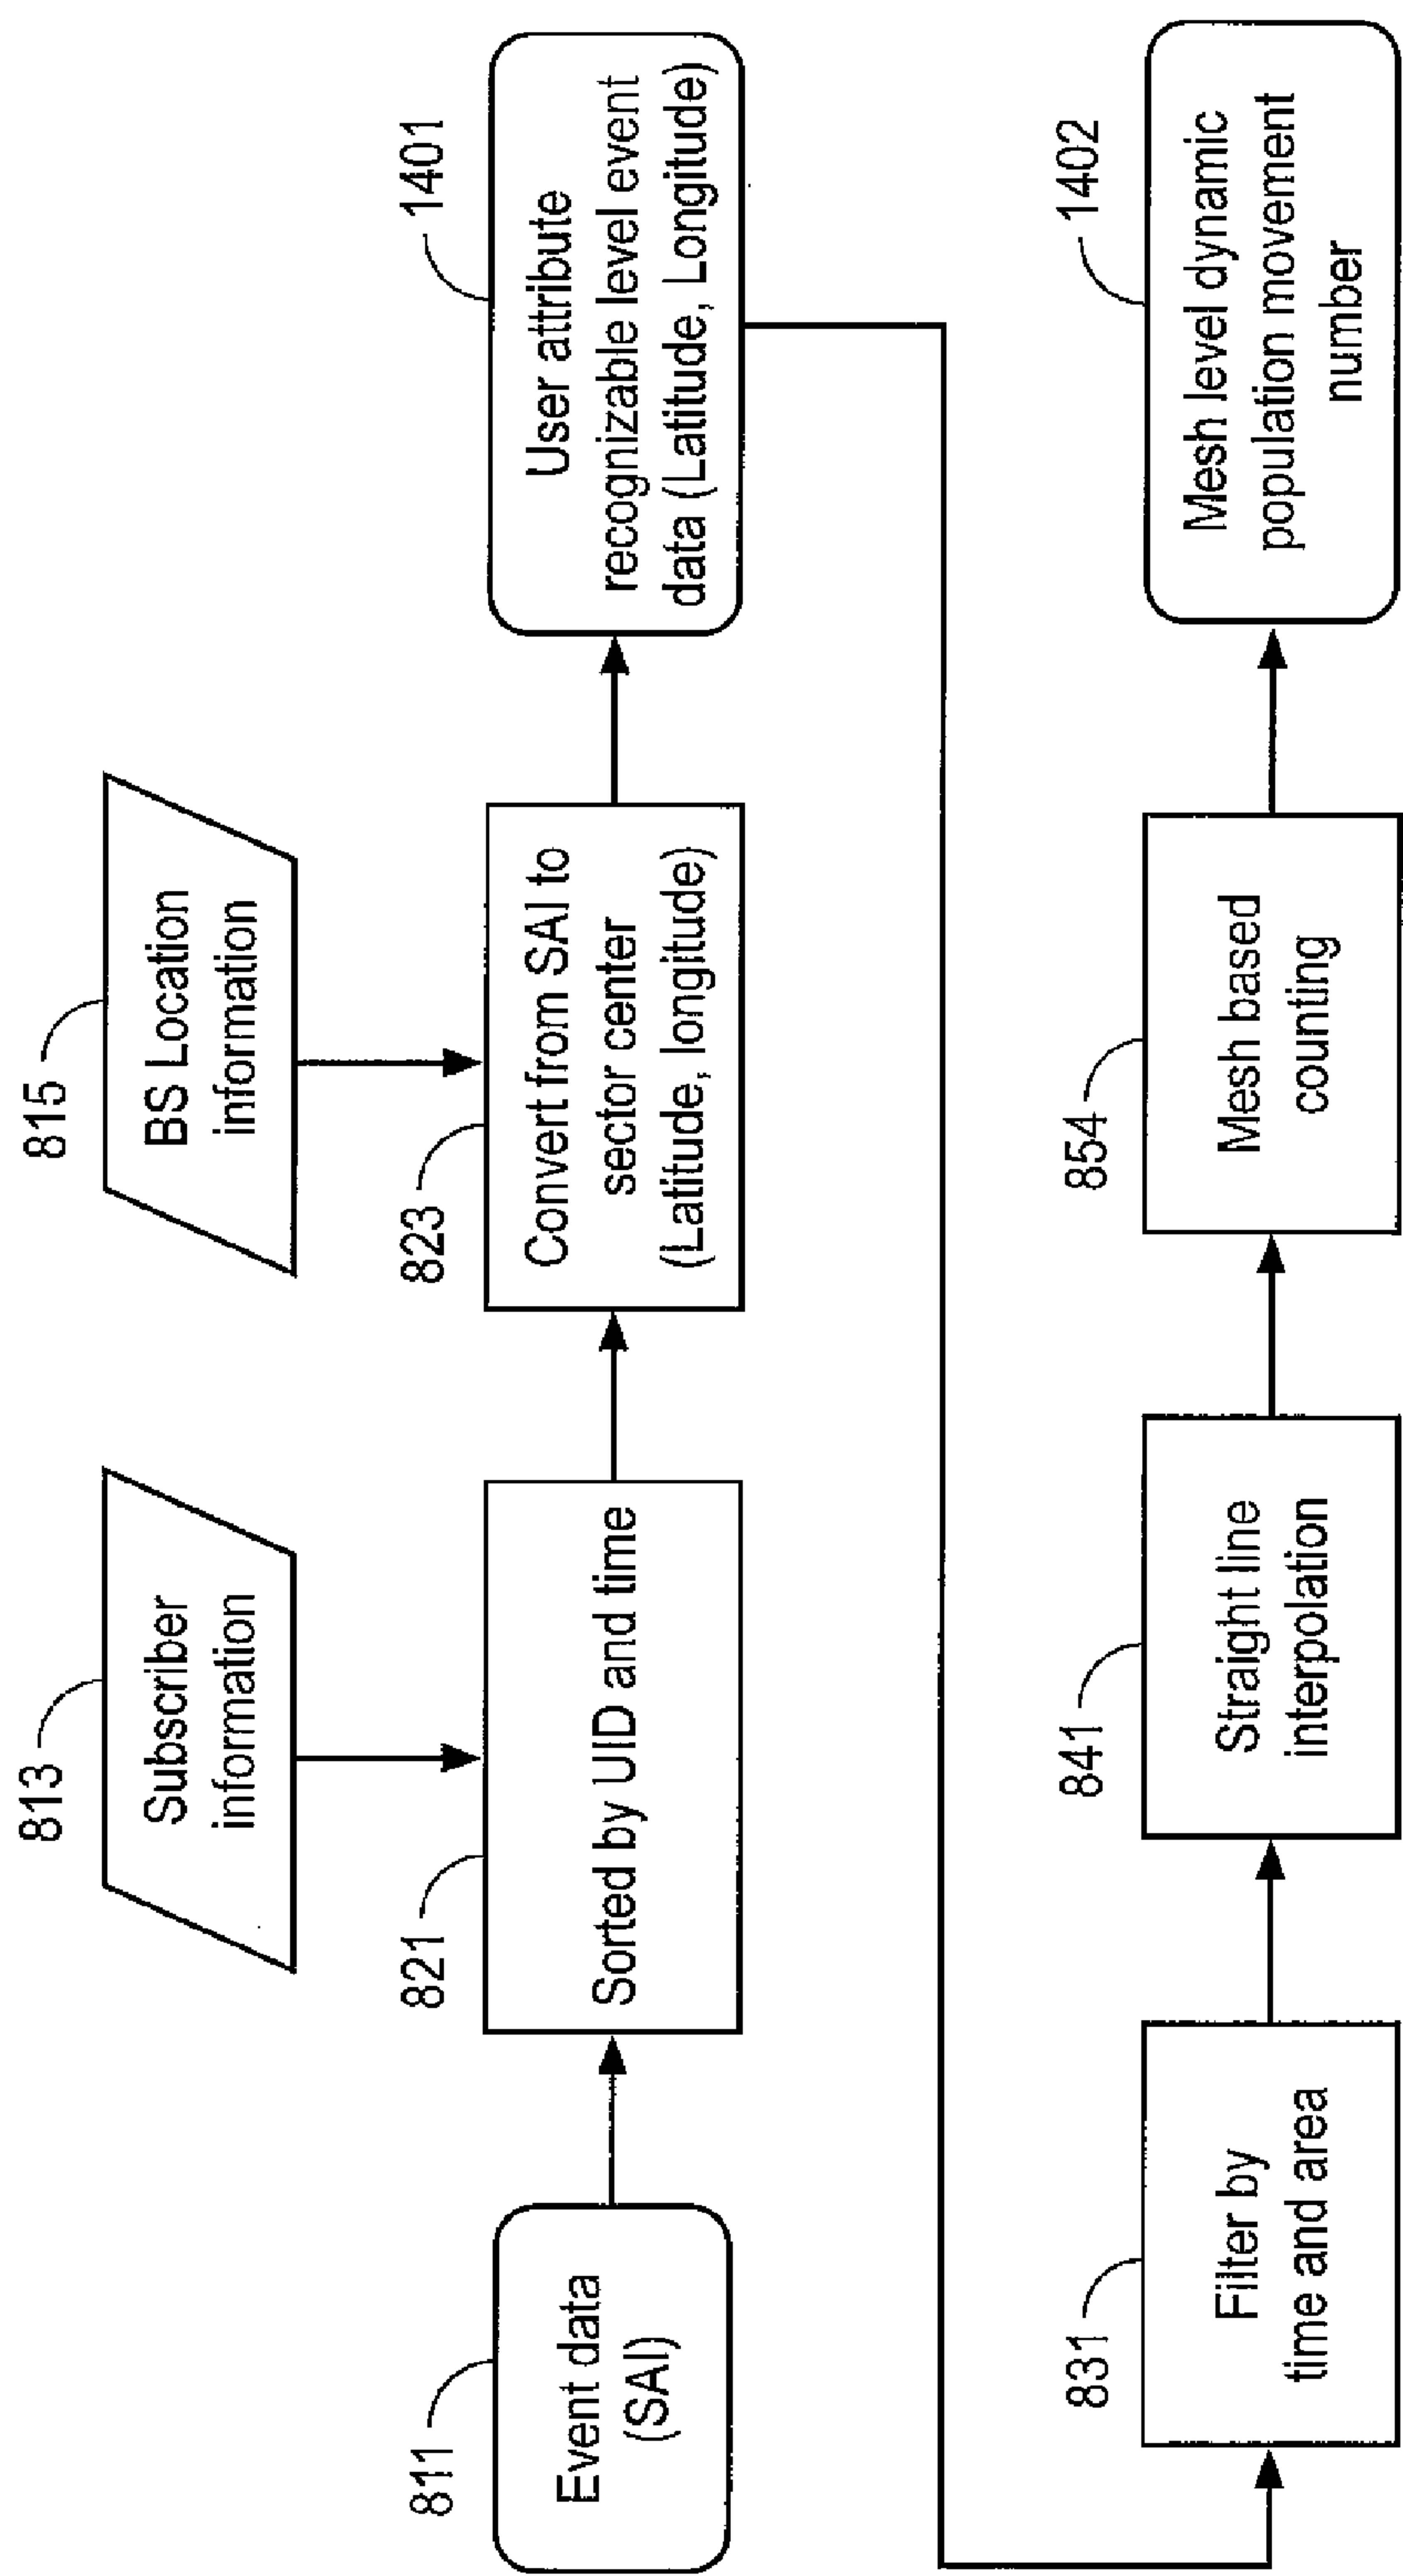 813
Subscriber
information
815
BS Location
information
811
Event data
(SAI)
821
Sorted by UID and time
823
Convert from SAI to
sector center
(Latitude, longitude)
1401
User attribute
recognizable level event
data (Latitude, Longitude)
831
Filter by
time and area
841
Straight line
interpolation
854
Mesh based
counting
1402
Mesh level dynamic
population movement
number